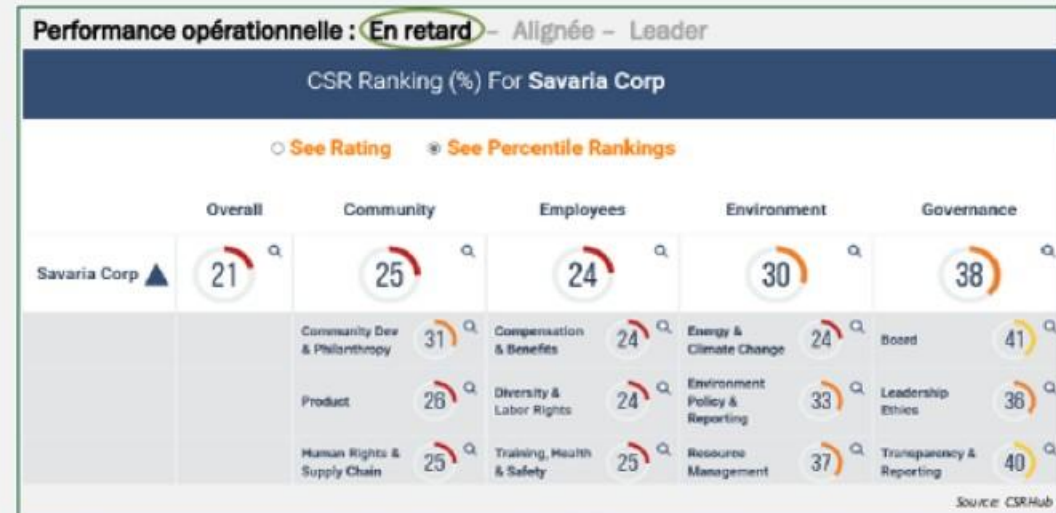 Performance opérationnelle : En retard – Alignée – Leader
CSR Ranking (%) For Savaria Corp
See Rating See Percentile Rankings
Overall Community Employees Environment Governance
Savaria Corp 21 25 24 30 38
Community Dev & Philanthropy 31 Compensation & Benefits 24 Energy & Climate Change 24 Board 41
Product 26 Diversity & Labor Rights 24 Environment Policy & Reporting 33 Leadership Ethics 36
Human Rights & Supply Chain 25 Training, Health & Safety 25 Resource Management 37 Transparency & Reporting 40
Source: CSRHub